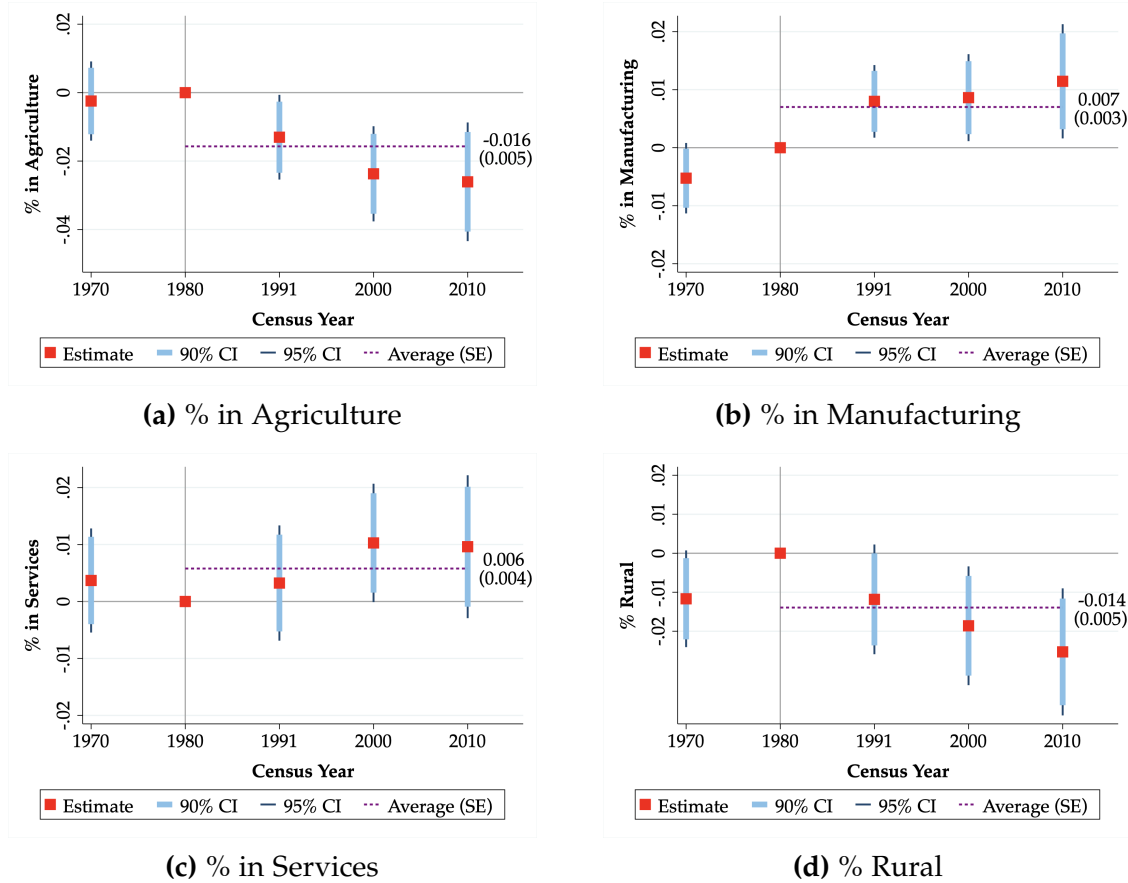 % in Agriculture
.02
0
-.02
-.04
-0.016
(0.005)
1970 1980 1991 2000 2010
Census Year
Estimate 90% CI 95% CI Average (SE)
(a) % in Agriculture
% in Manufacturing
.02
.01
0
-.01
-.02
0.007
(0.003)
1970 1980 1991 2000 2010
Census Year
Estimate 90% CI 95% CI Average (SE)
(b) % in Manufacturing
% in Services
.02
.01
0
-.01
-.02
0.006
(0.004)
1970 1980 1991 2000 2010
Census Year
Estimate 90% CI 95% CI Average (SE)
(c) % in Services
% Rural
.02
.01
0
-.01
-.02
-0.014
(0.005)
1970 1980 1991 2000 2010
Census Year
Estimate 90% CI 95% CI Average (SE)
(d) % Rural